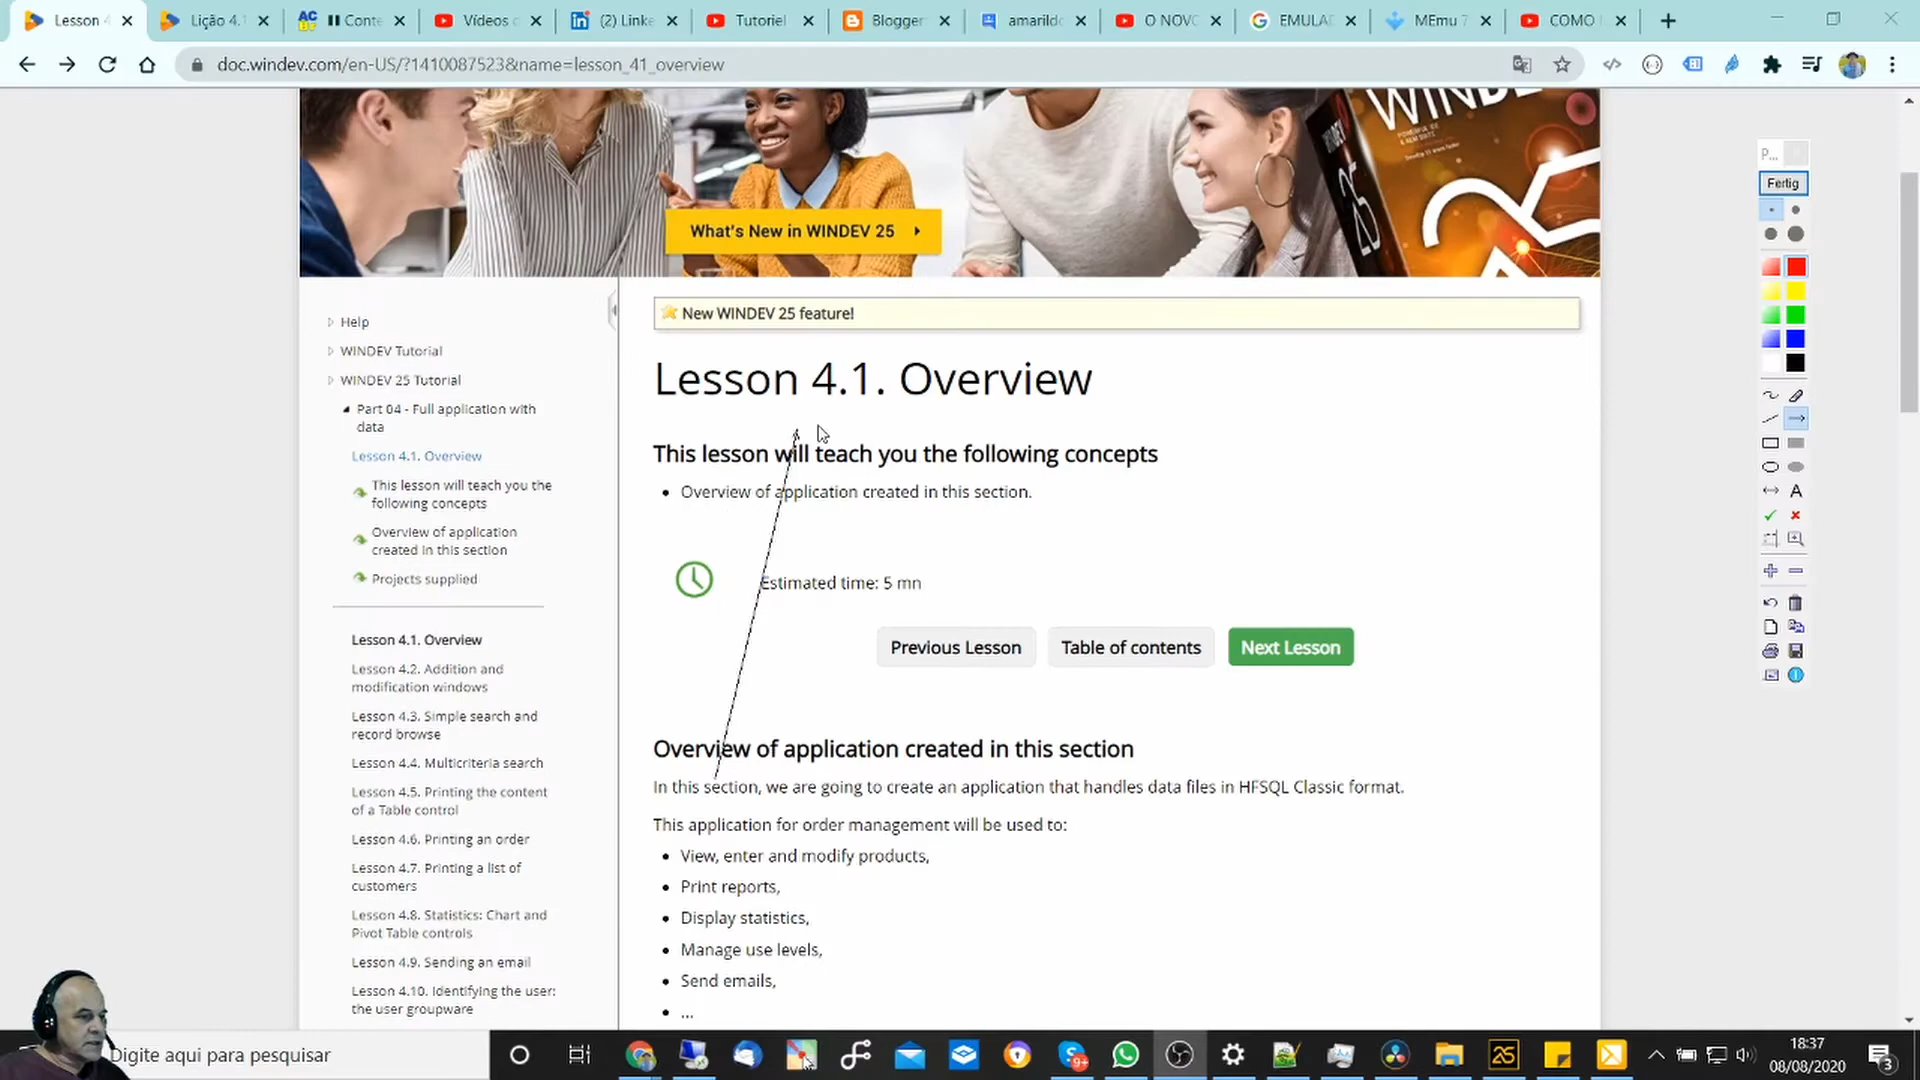 Lesson 4
Lição 4.1
Conte
Vídeos
(2) Linke
Tutoriel
Blogger
amarildo
O NOVO
EMULA
MEmu 7
COMO
doc.windev.com/en-US/?1410087523&name=lesson_41_overview
WINDEV
25
What's New in WINDEV 25
P...
Fertig
A
New WINDEV 25 feature!
Lesson 4.1. Overview
This lesson will teach you the following concepts
Overview of application created in this section.
Estimated time: 5 mn
Previous Lesson
Table of contents
Next Lesson
Overview of application created in this section
In this section, we are going to create an application that handles data files in HFSQL Classic format.
This application for order management will be used to:
View, enter and modify products,
Print reports,
Display statistics,
Manage use levels,
Send emails,
...
Help
WINDEV Tutorial
WINDEV 25 Tutorial
Part 04 - Full application with
data
Lesson 4.1. Overview
This lesson will teach you the
following concepts
Overview of application
created in this section
Projects supplied
Lesson 4.1. Overview
Lesson 4.2. Addition and
modification windows
Lesson 4.3. Simple search and
record browse
Lesson 4.4. Multicriteria search
Lesson 4.5. Printing the content
of a Table control
Lesson 4.6. Printing an order
Lesson 4.7. Printing a list of
customers
Lesson 4.8. Statistics: Chart and
Pivot Table controls
Lesson 4.9. Sending an email
Lesson 4.10. Identifying the user:
the user groupware
Digite aqui para pesquisar
9+
25
18:37
08/08/2020
3